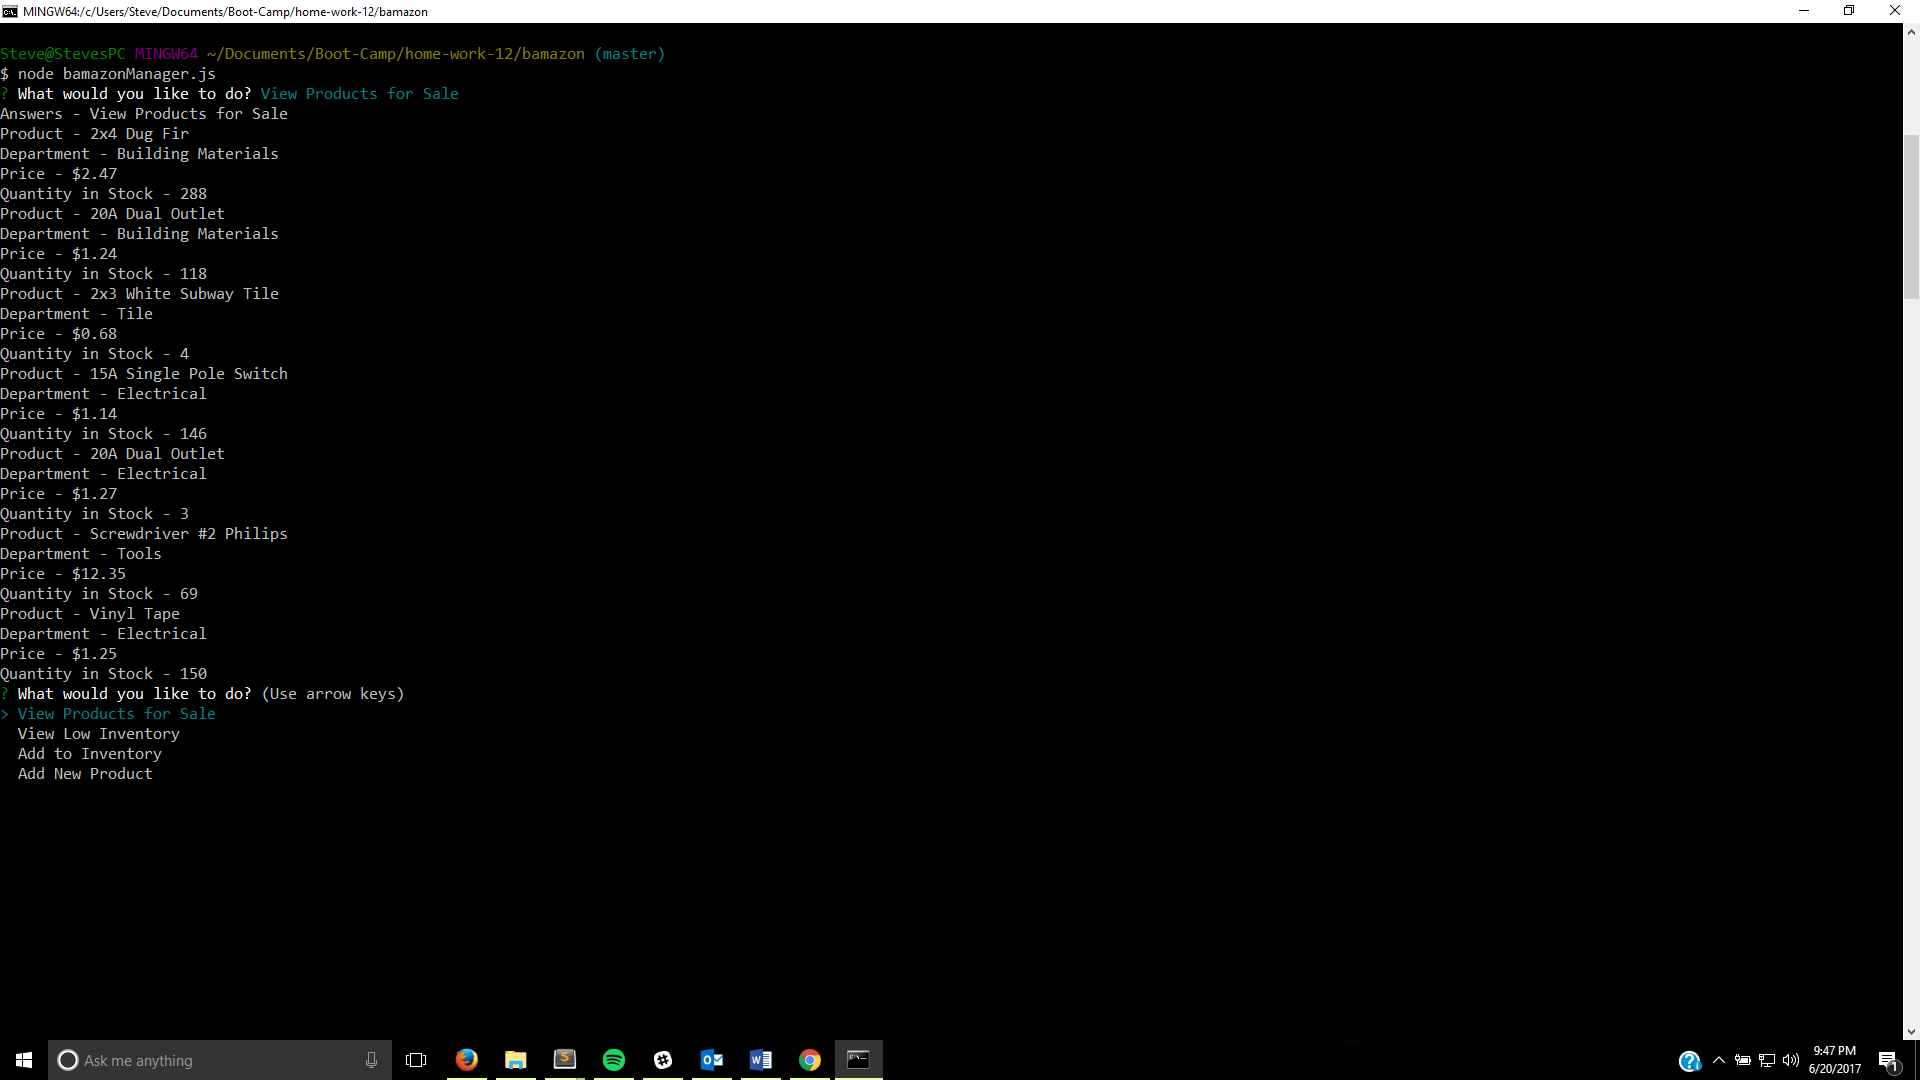 MINGW64:/c/Users/Steve/Documents/Boot-Camp/home-work-12/bamazon
Steve@StevesPC MINGW64 ~/Documents/Boot-Camp/home-work-12/bamazon (master)
$ node bamazonManager.js
? What would you like to do? View Products for Sale
Answers - View Products for Sale
Product - 2x4 Dug Fir
Department - Building Materials
Price - $2.47
Quantity in Stock - 288
Product - 20A Dual Outlet
Department - Building Materials
Price - $1.24
Quantity in Stock - 118
Product - 2x3 White Subway Tile
Department - Tile
Price - $0.68
Quantity in Stock - 4
Product - 15A Single Pole Switch
Department - Electrical
Price - $1.14
Quantity in Stock - 146
Product - 20A Dual Outlet
Department - Electrical
Price - $1.27
Quantity in Stock - 3
Product - Screwdriver #2 Philips
Department - Tools
Price - $12.35
Quantity in Stock - 69
Product - Vinyl Tape
Department - Electrical
Price - $1.25
Quantity in Stock - 150
? What would you like to do? (Use arrow keys)
> View Products for Sale
View Low Inventory
Add to Inventory
Add New Product
Ask me anything
9:47 PM
6/20/2017
1